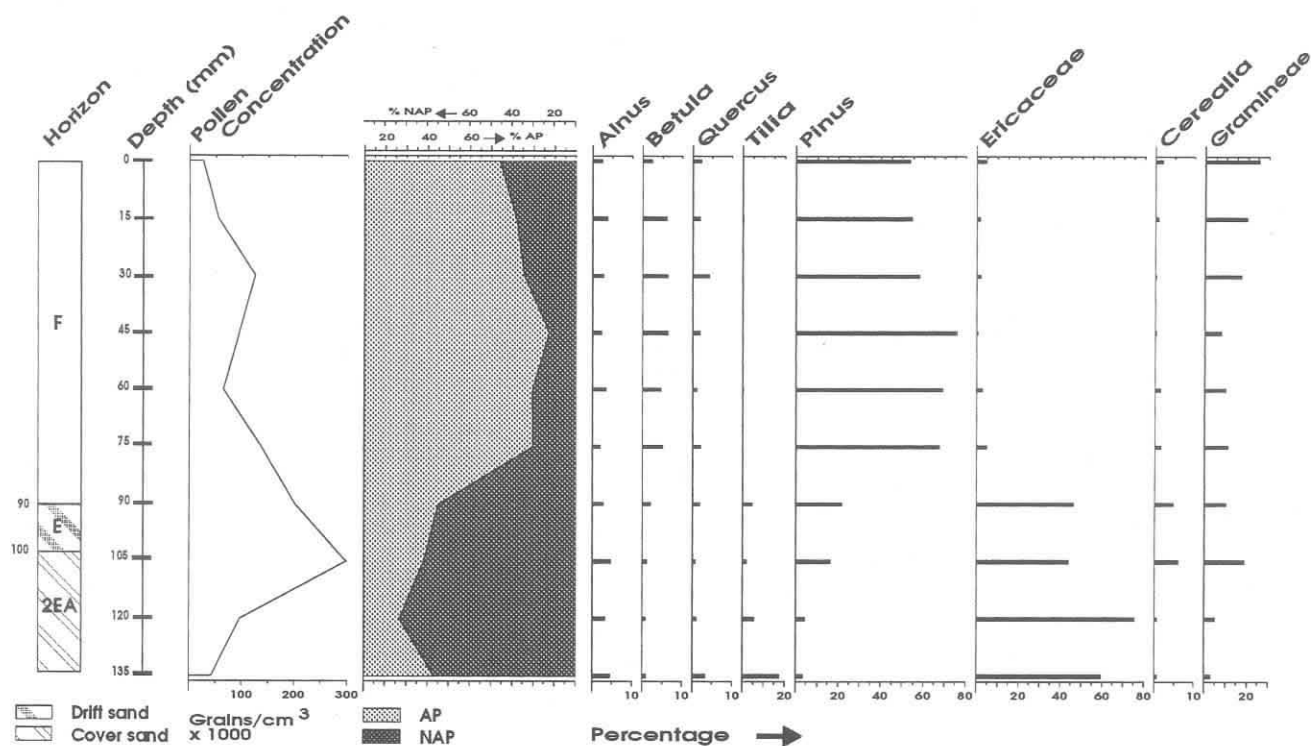 Horizon
Depth (mm)
Pollen
Concentration
Alnus
Betula
Quercus
Tilia
Pinus
Ericaceae
Cerealia
Gramineae
% NAP ← 60 40 20
20 40 60 → % AP
0
15
30
F 45
60
75
90 90
E
100 105
2EA
120
135
100 200 300
10 10 10 20 20 40 60 80 20 40 60 80 10 20
Drift sand
Cover sand
Grains/cm³
x 1000
AP
NAP
Percentage →